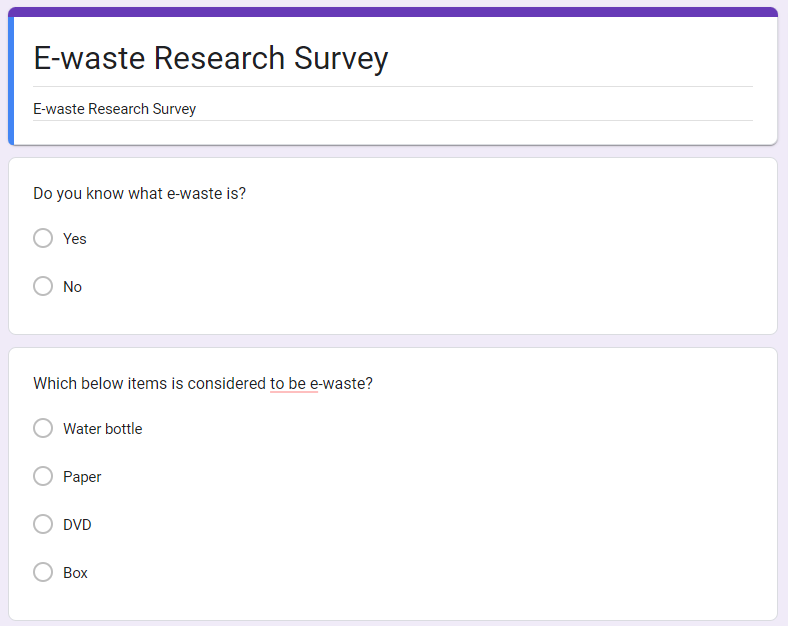 E-waste Research Survey
E-waste Research Survey
Do you know what e-waste is?
Yes
No
Which below items is considered to be e-waste?
Water bottle
Paper
DVD
Box